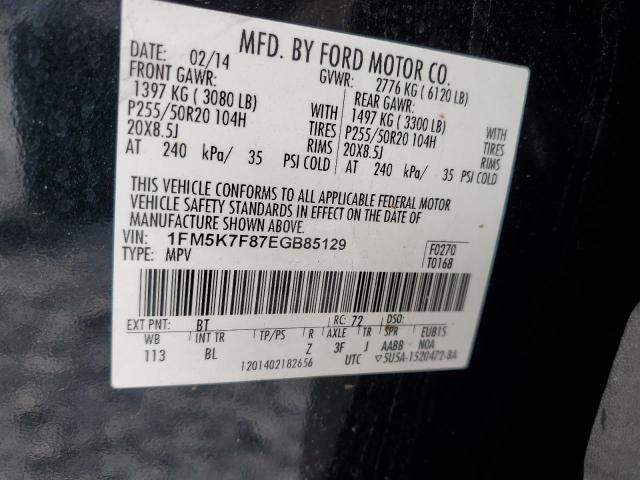 MFD. BY FORD MOTOR CO.
DATE: 02/14 GVWR: 2776 KG ( 6120 LB)
FRONT GAWR: REAR GAWR:
1397 KG ( 3080 LB) WITH 1497 KG ( 3300 LB) WITH
P255/50R20 104H TIRES P255/50R20 104H TIRES
20X8.5J RIMS 20X8.5J RIMS
AT 240 kPa/ 35 PSI COLD AT 240 kPa/ 35 PSI COLD
THIS VEHICLE CONFORMS TO ALL APPLICABLE FEDERAL MOTOR
VEHICLE SAFETY STANDARDS IN EFFECT ON THE DATE OF
MANUFACTURE SHOWN ABOVE.
VIN: 1FM5K7F87EGB85129 F0270
TYPE: MPV T0168
EXT PNT: BT RC: 72 DSO:
WB INT TR TP/PS R AXLE TR SPR EUB15
113 BL Z 3F J AABB NOA
1201402182656 UTC 5U5A-1520472-BA